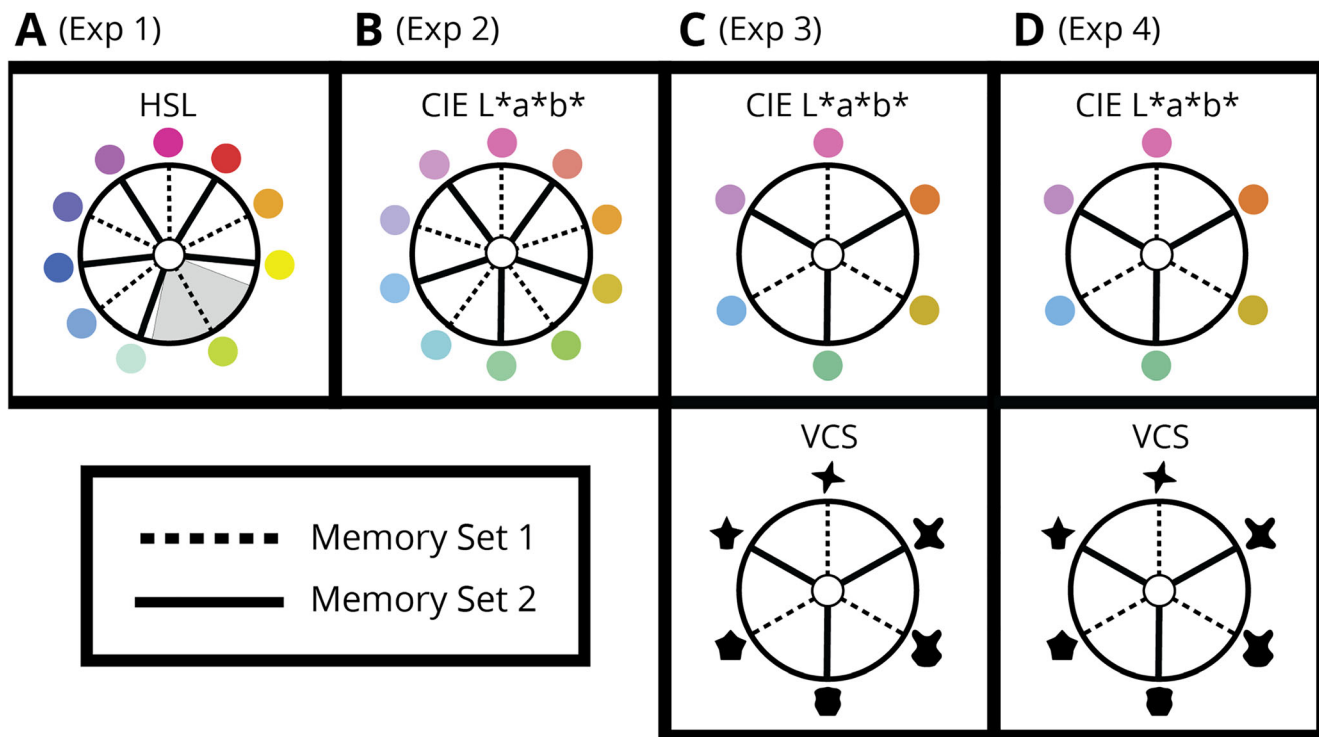 A (Exp 1)
B (Exp 2)
C (Exp 3)
D (Exp 4)
HSL
CIE L*a*b*
CIE L*a*b*
CIE L*a*b*
VCS
VCS
Memory Set 1
Memory Set 2